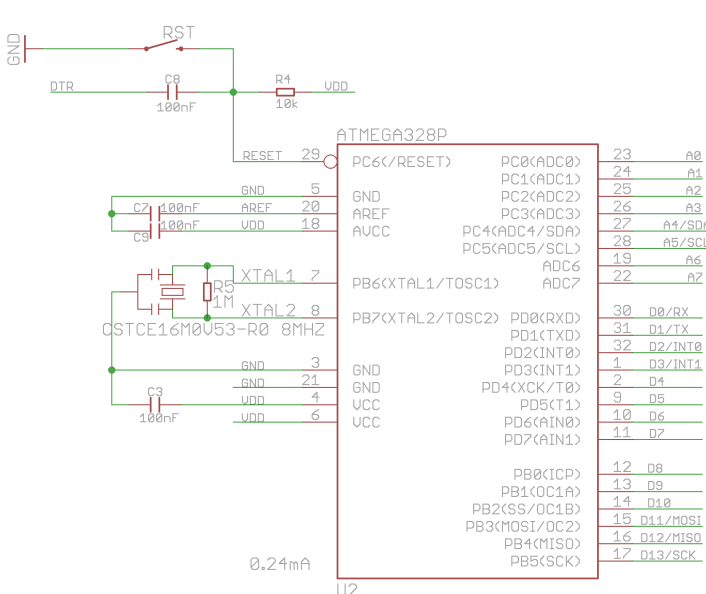 RST
GND
DTR
C8
100nF
R4
10k
VDD
ATMEGA328P
RESET 29 PC6(/RESET) PC0(ADC0) 23 A0
PC1(ADC1) 24 A1
GND 5 GND PC2(ADC2) 25 A2
C7 100nF AREF 20 AREF PC3(ADC3) 26 A3
C9 100nF VDD 18 AVCC PC4(ADC4/SDA) 27 A4/SDA
PC5(ADC5/SCL) 28 A5/SCL
ADC6 19 A6
XTAL1 7 PB6(XTAL1/TOSC1) ADC7 22 A7
R5
1M
XTAL2 8 PB7(XTAL2/TOSC2) PD0(RXD) 30 D0/RX
CSTCE16M0V53-R0 8MHZ
PD1(TXD) 31 D1/TX
PD2(INT0) 32 D2/INT0
GND 3 GND PD3(INT1) 1 D3/INT1
GND 21 GND PD4(XCK/T0) 2 D4
C3 VDD 4 VCC PD5(T1) 9 D5
100nF VDD 6 VCC PD6(AIN0) 10 D6
PD7(AIN1) 11 D7
PB0(ICP) 12 D8
PB1(OC1A) 13 D9
PB2(SS/OC1B) 14 D10
PB3(MOSI/OC2) 15 D11/MOSI
PB4(MISO) 16 D12/MISO
PB5(SCK) 17 D13/SCK
0.24mA
U2